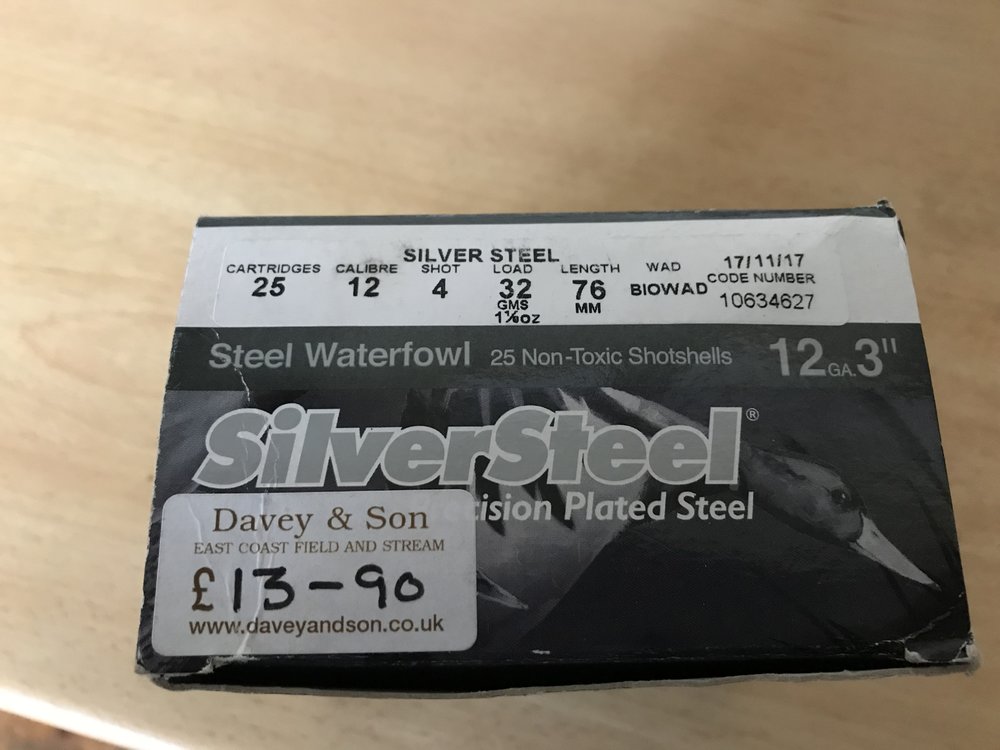 SILVER STEEL
CARTRIDGES CALIBRE SHOT LOAD LENGTH WAD 17/11/17
25 12 4 32 76 BIOWAD CODE NUMBER
GMS MM 10634627
1⅛oz
Steel Waterfowl 25 Non-Toxic Shotshells 12GA.3"
SilverSteel®
Plated Steel
Davey & Son
EAST COAST FIELD AND STREAM
£13-90
www.daveyandson.co.uk